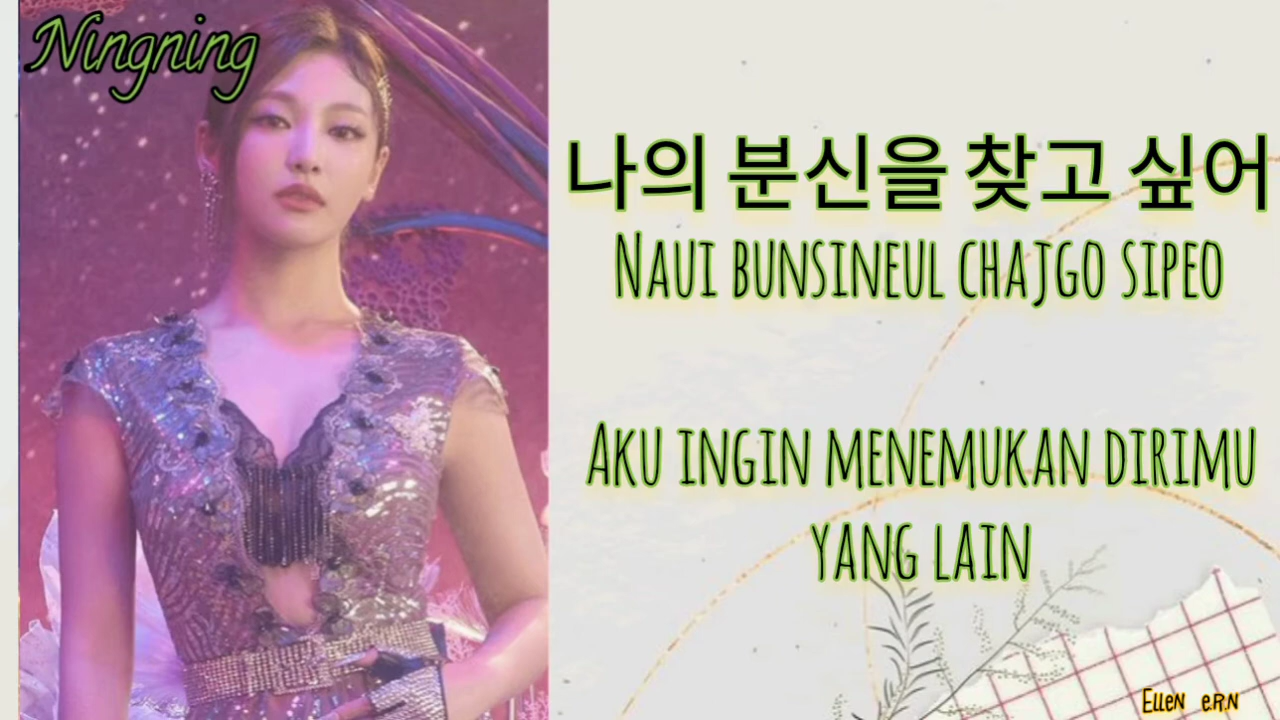 Ningning
나의 분신을 찾고 싶어
Naui bunsineul chajgo sipeo
Aku ingin menemukan dirimu
yang lain
Ellen e.R.N